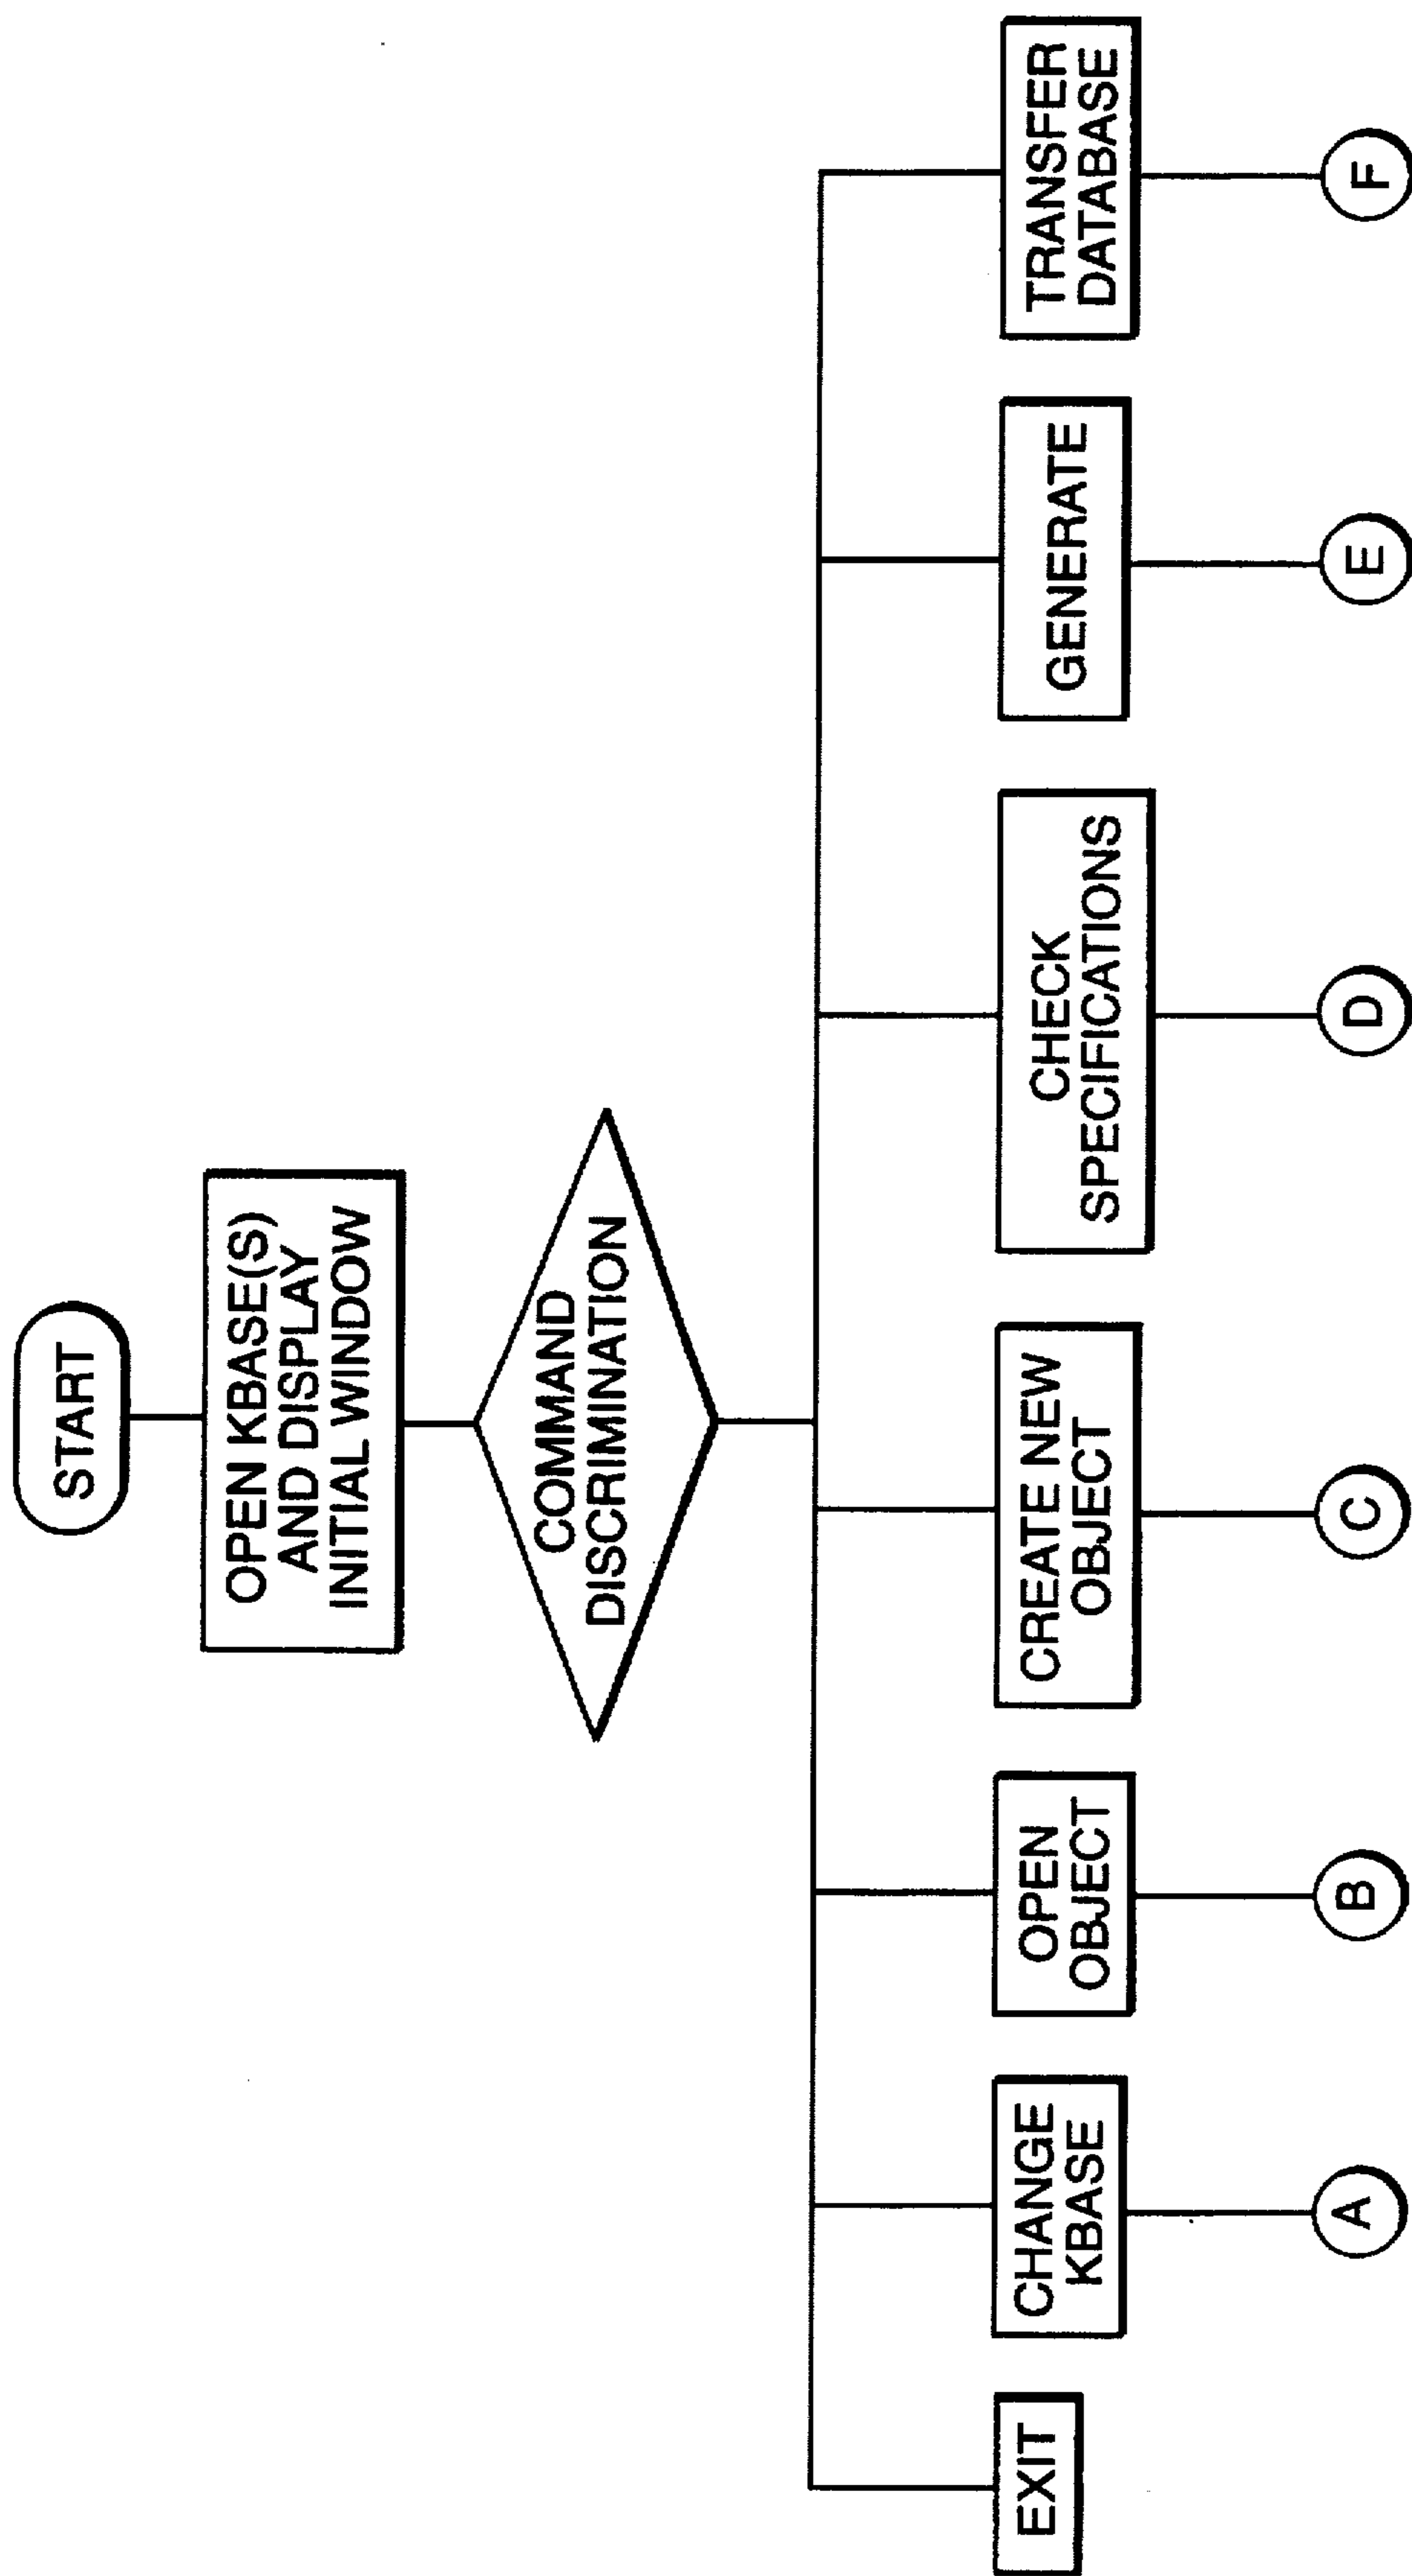 START
OPEN KBASE(S)
AND DISPLAY
INITIAL WINDOW
COMMAND
DISCRIMINATION
EXIT
CHANGE
KBASE
OPEN
OBJECT
CREATE NEW
OBJECT
CHECK
SPECIFICATIONS
GENERATE
TRANSFER
DATABASE
A
B
C
D
E
F